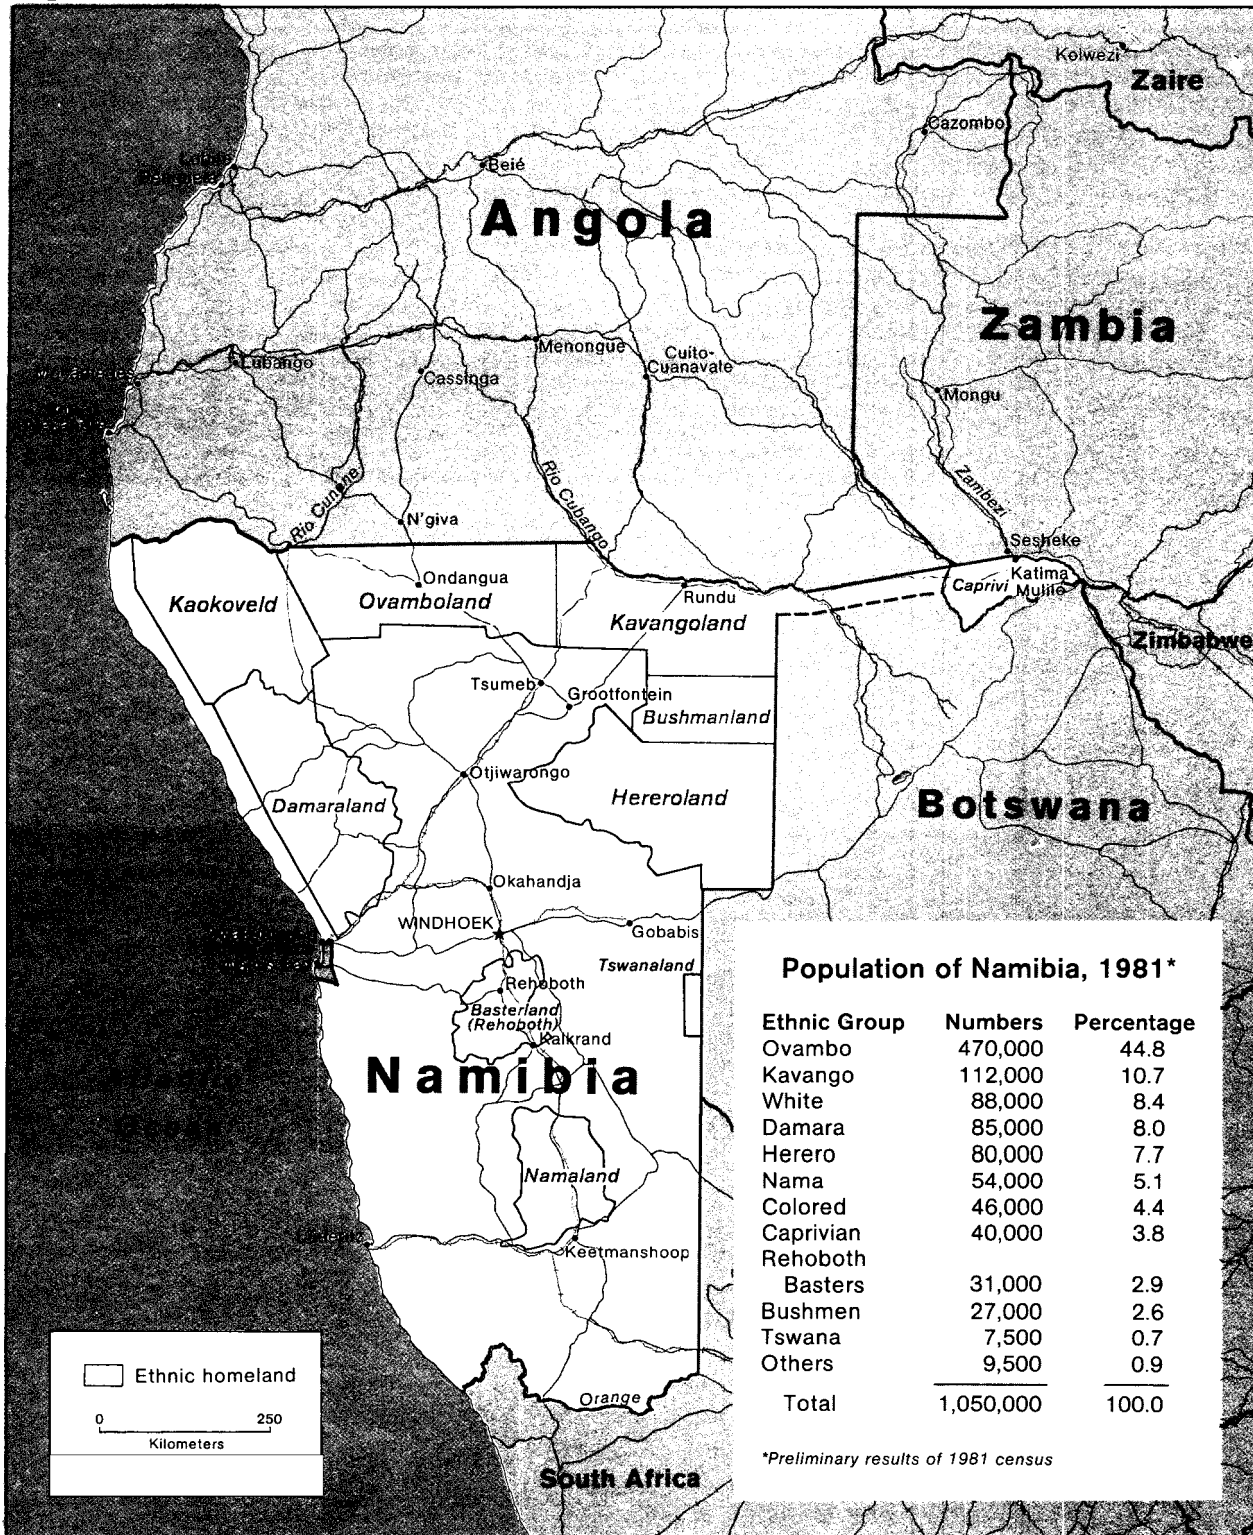 Kolwezi
Zaire
Cazombo
Beié
Angola
Zambia
Menongue
Cuito-
Cuanavale
Lubango
Cassinga
Mongu
Rio Cunene
Rio Cubango
Zambezi
N'giva
Sesheke
Katima
Mulilo
Caprivi
Ondangua
Ovamboland
Kaokoveld
Rundu
Kavangoland
Zimbabwe
Tsumeb
Grootfontein
Bushmanland
Otjiwarongo
Damaraland
Hereroland
Botswana
Okahandja
WINDHOEK
Gobabis
Tswanaland
Rehoboth
Basterland
(Rehoboth)
Kalkrand
Namibia
Atlantic
Ocean
Namaland
Keetmanshoop
Orange
South Africa
Ethnic homeland
0 250
Kilometers
Population of Namibia, 1981*
Ethnic Group Numbers Percentage
Ovambo 470,000 44.8
Kavango 112,000 10.7
White 88,000 8.4
Damara 85,000 8.0
Herero 80,000 7.7
Nama 54,000 5.1
Colored 46,000 4.4
Caprivian 40,000 3.8
Rehoboth
Basters 31,000 2.9
Bushmen 27,000 2.6
Tswana 7,500 0.7
Others 9,500 0.9
Total 1,050,000 100.0
*Preliminary results of 1981 census